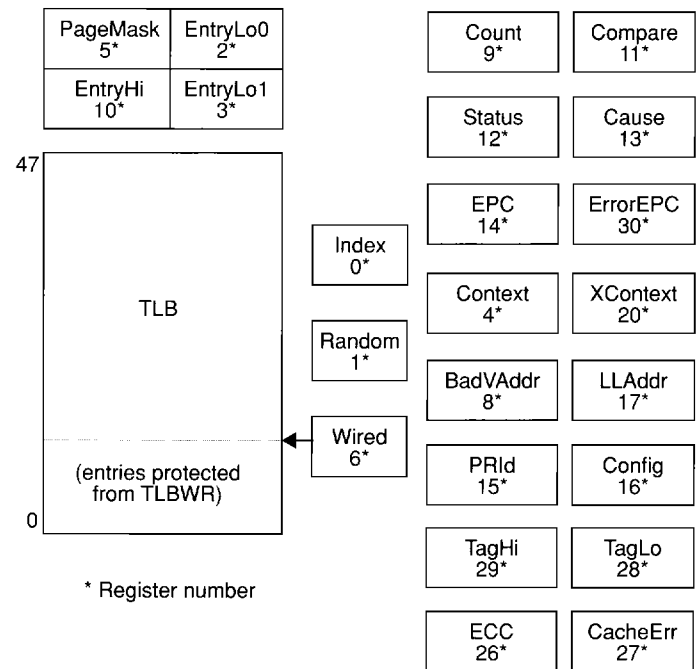 PageMask
5*
EntryLo0
2*
EntryHi
10*
EntryLo1
3*
47
TLB
(entries protected
from TLBWR)
0
* Register number
Index
0*
Random
1*
Wired
6*
Count
9*
Compare
11*
Status
12*
Cause
13*
EPC
14*
ErrorEPC
30*
Context
4*
XContext
20*
BadVAddr
8*
LLAddr
17*
PRId
15*
Config
16*
TagHi
29*
TagLo
28*
ECC
26*
CacheErr
27*